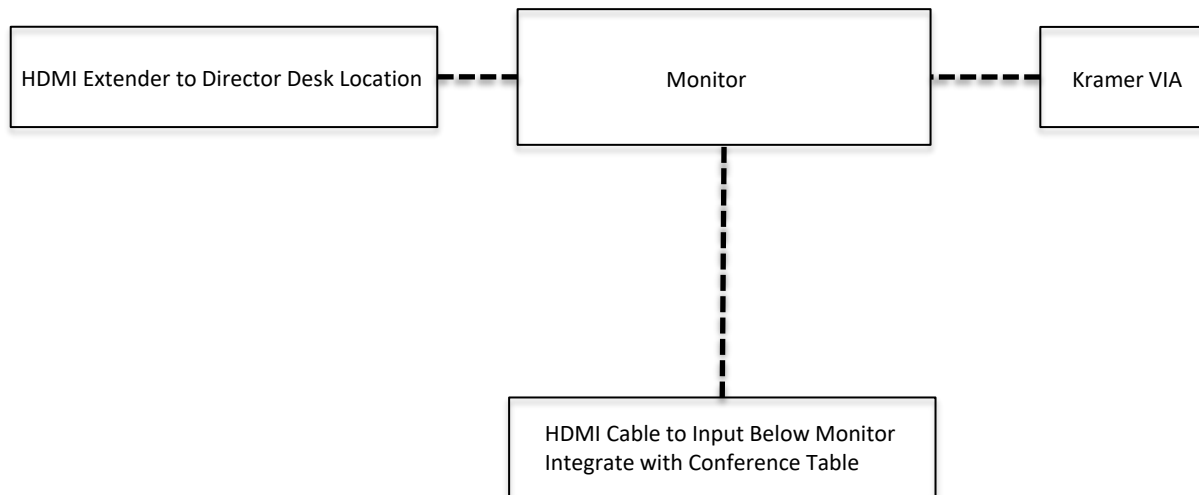 HDMI Extender to Director Desk Location
Monitor
Kramer VIA
HDMI Cable to Input Below Monitor
Integrate with Conference Table